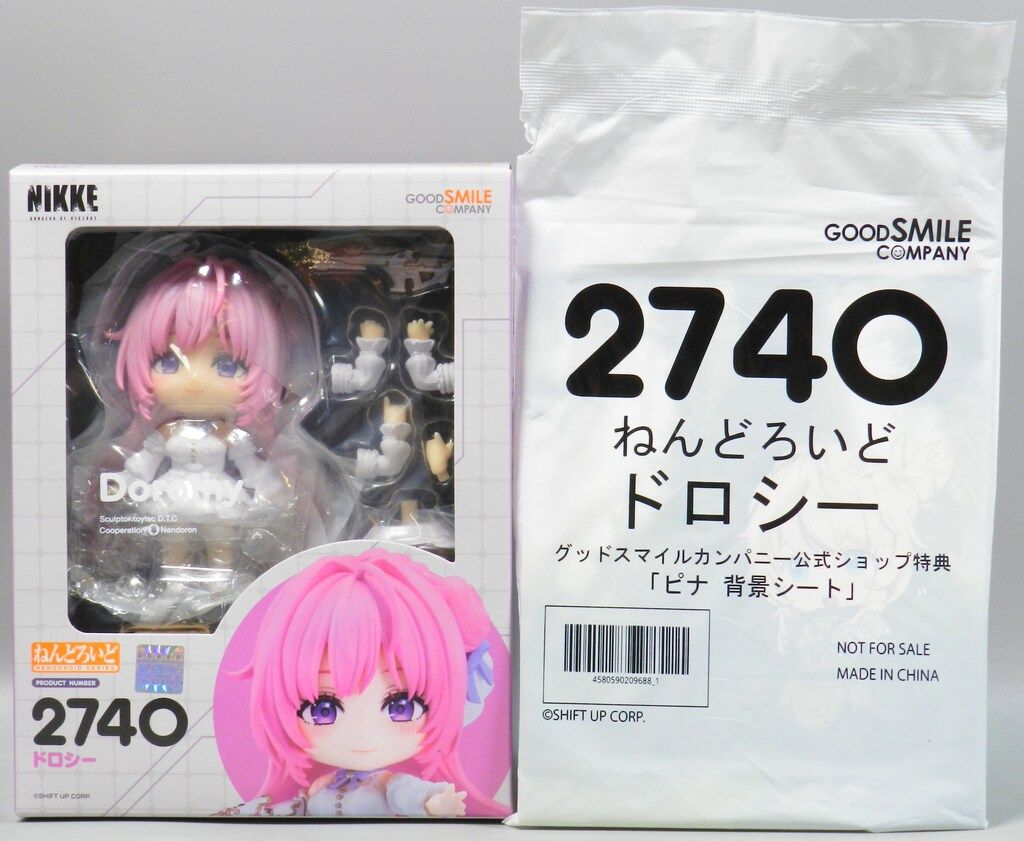 NIKKE
GODDESS OF VICTORY
GOODSMILE
COMPANY
Dorothy
Sculptor:toytec D.T.C
Cooperation: Nendoron
ねんどろいど
NENDOROID SERIES
PRODUCT NUMBER
2740
ドロシー
©SHIFT UP CORP.
GOODSMILE
COMPANY
2740
ねんどろいど
ドロシー
グッドスマイルカンパニー公式ショップ特典
「ピナ 背景シート」
4580590209688_1
NOT FOR SALE
MADE IN CHINA
©SHIFT UP CORP.